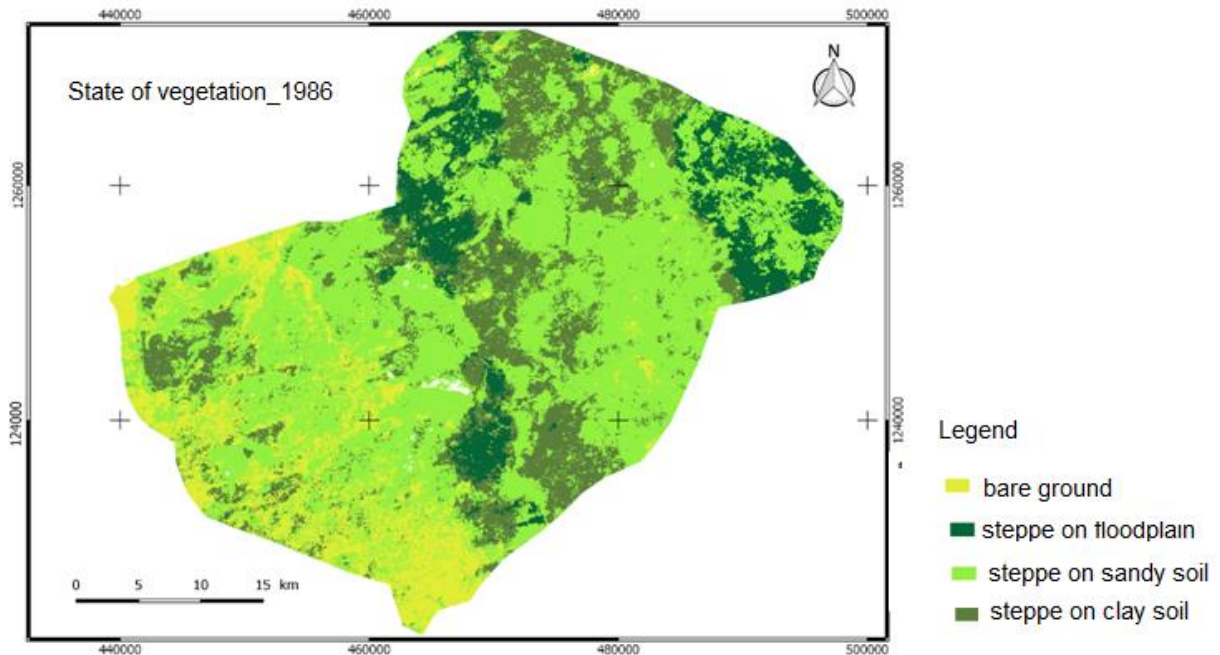 440000 460000 480000 500000
State of vegetation_1986
N
1260000 1260000
1240000 1240000
Legend
bare ground
steppe on floodplain
steppe on sandy soil
steppe on clay soil
0 5 10 15 km
440000 460000 480000 500000